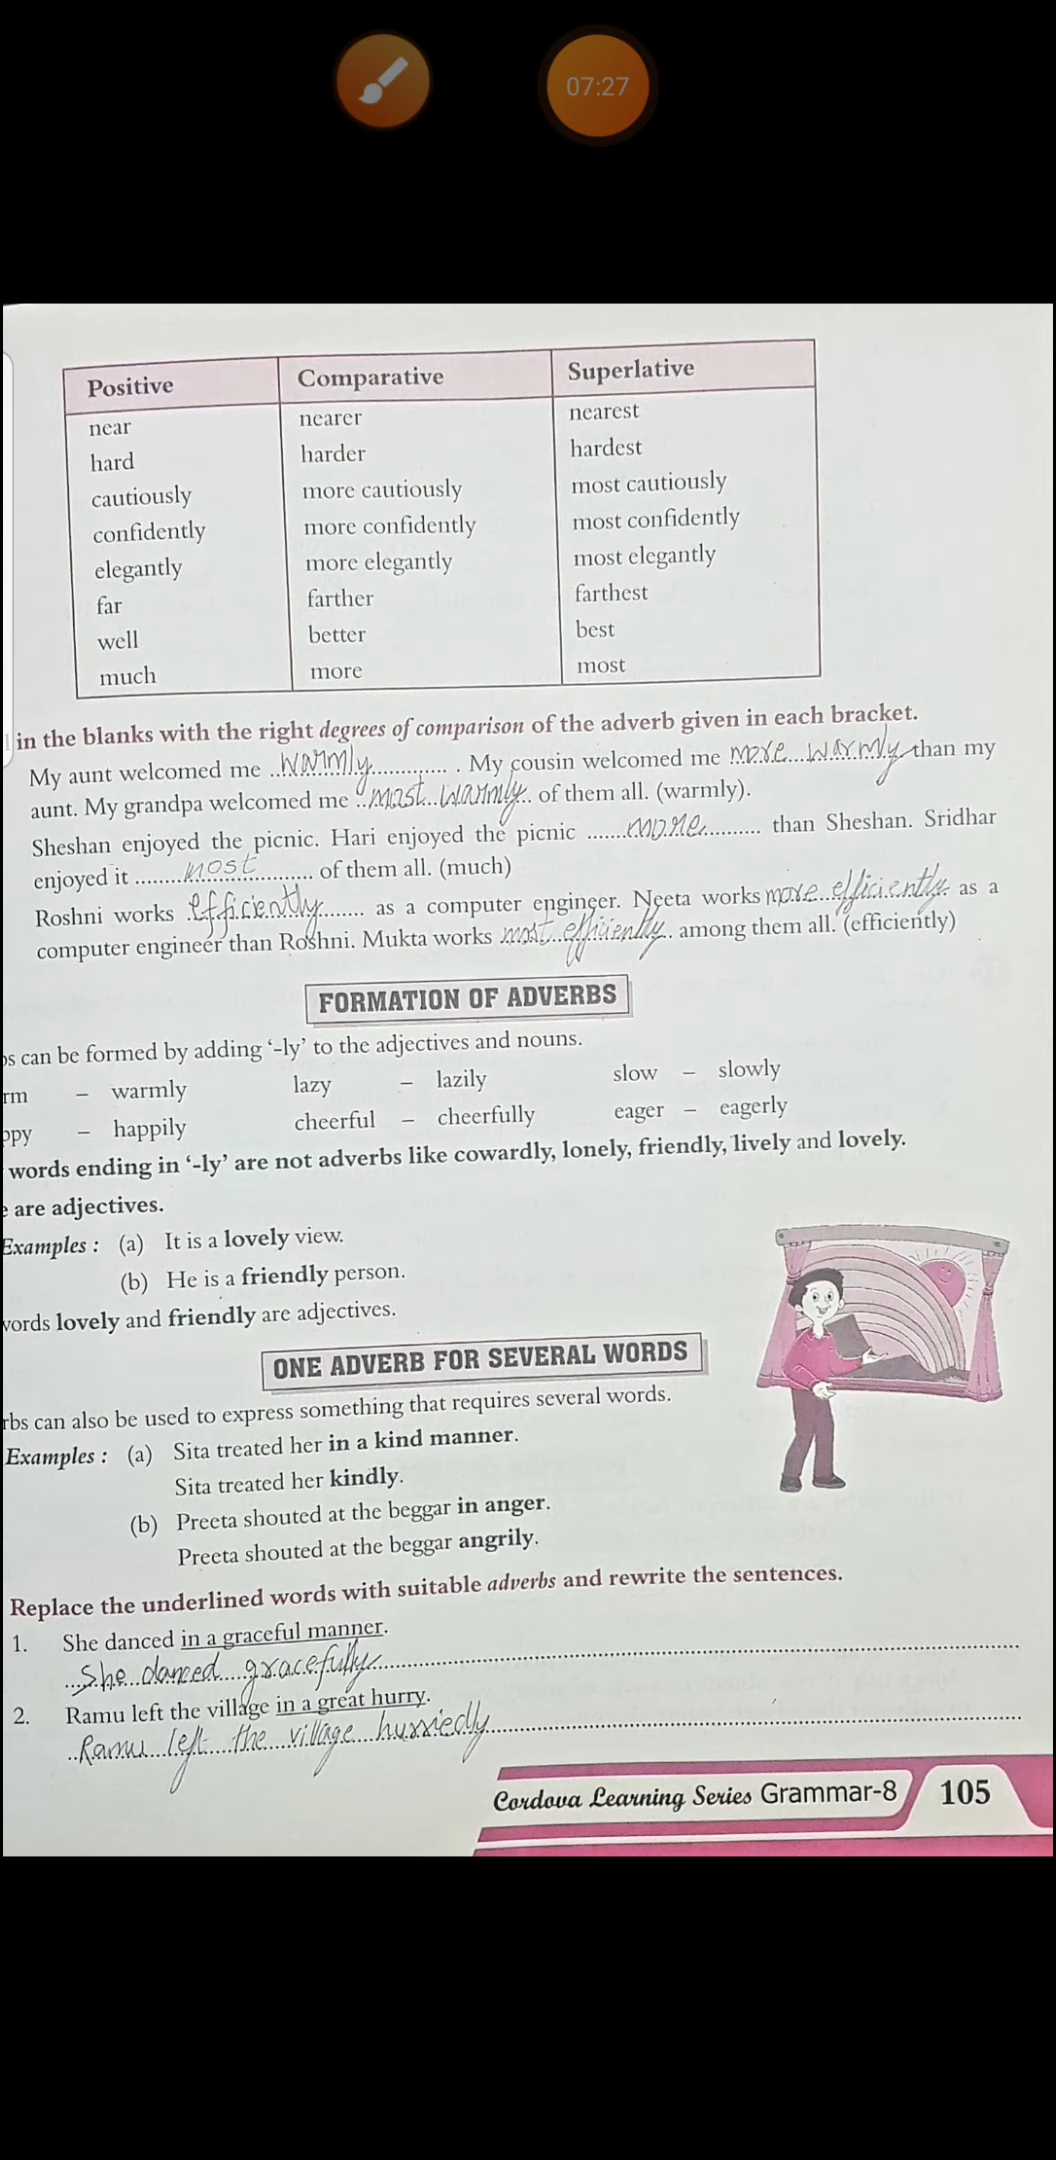 07:27
Positive Comparative Superlative
near nearer nearest
hard harder hardest
cautiously more cautiously most cautiously
confidently more confidently most confidently
elegantly more elegantly most elegantly
far farther farthest
well better best
much more most
in the blanks with the right degrees of comparison of the adverb given in each bracket.
My aunt welcomed me warmly. My cousin welcomed me more warmly than my
aunt. My grandpa welcomed me most warmly of them all. (warmly).
Sheshan enjoyed the picnic. Hari enjoyed the picnic more than Sheshan. Sridhar
enjoyed it most of them all. (much)
Roshni works efficiently as a computer engineer. Neeta works more efficiently as a
computer engineer than Roshni. Mukta works most efficiently among them all. (efficiently)
FORMATION OF ADVERBS
bs can be formed by adding ‘-ly’ to the adjectives and nouns.
rm – warmly lazy – lazily slow – slowly
ppy – happily cheerful – cheerfully eager – eagerly
words ending in ‘-ly’ are not adverbs like cowardly, lonely, friendly, lively and lovely.
e are adjectives.
Examples : (a) It is a lovely view.
(b) He is a friendly person.
words lovely and friendly are adjectives.
ONE ADVERB FOR SEVERAL WORDS
rbs can also be used to express something that requires several words.
Examples : (a) Sita treated her in a kind manner.
Sita treated her kindly.
(b) Preeta shouted at the beggar in anger.
Preeta shouted at the beggar angrily.
Replace the underlined words with suitable adverbs and rewrite the sentences.
1. She danced in a graceful manner.
She danced gracefully.
2. Ramu left the village in a great hurry.
Ramu left the village hurriedly
Cordova Learning Series Grammar-8 105